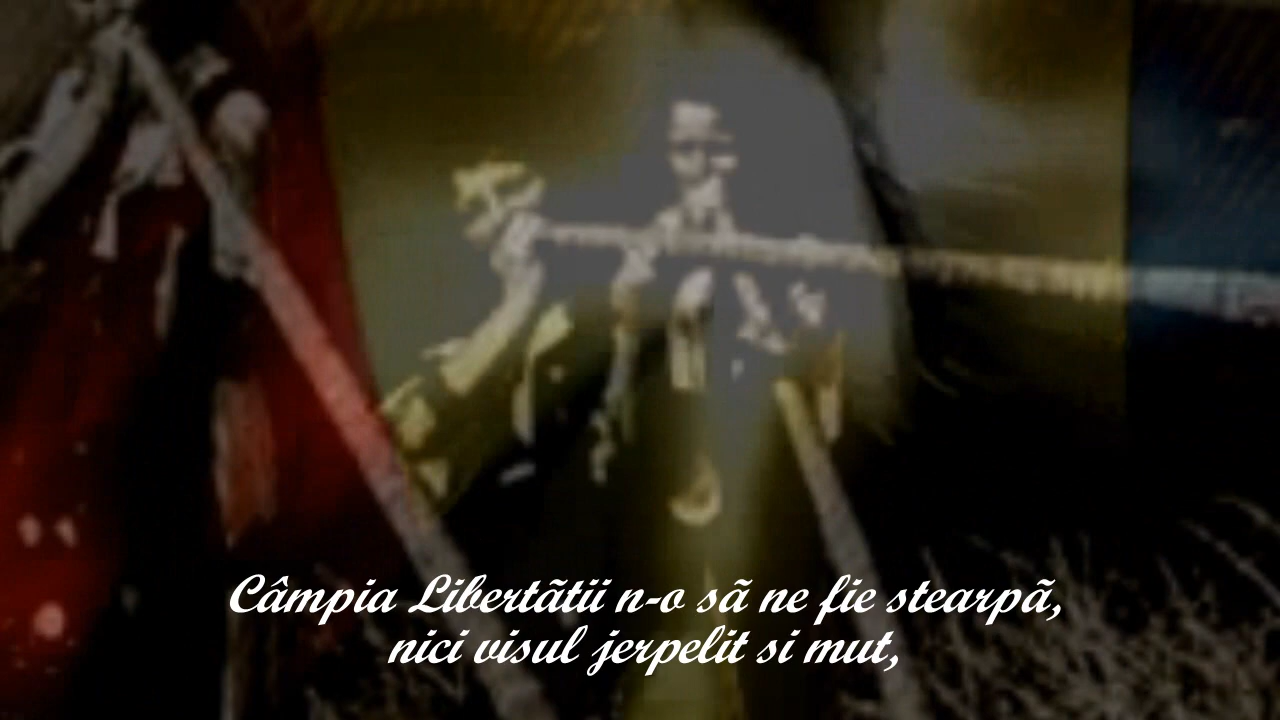 Câmpia Libertãtii n-o sã ne fie stearpã,
nici visul jerpelit si mut,